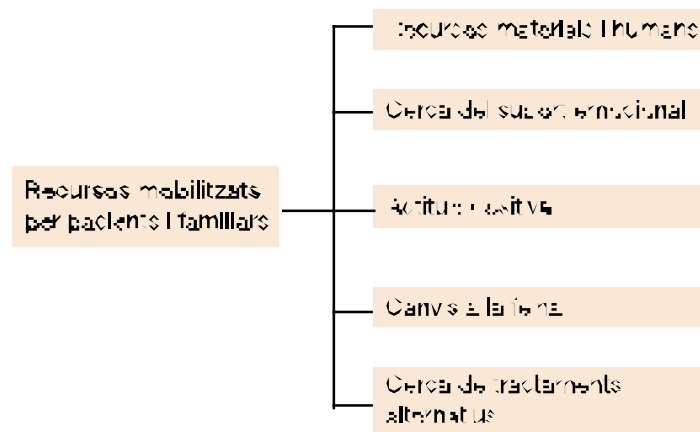 Recursos materials i humans
Cerca del suport emocional
Recursos mobilitzats
per pacients i familiars
Actitud positiva
Canvis a la feina
Cerca de tractaments
alternatius